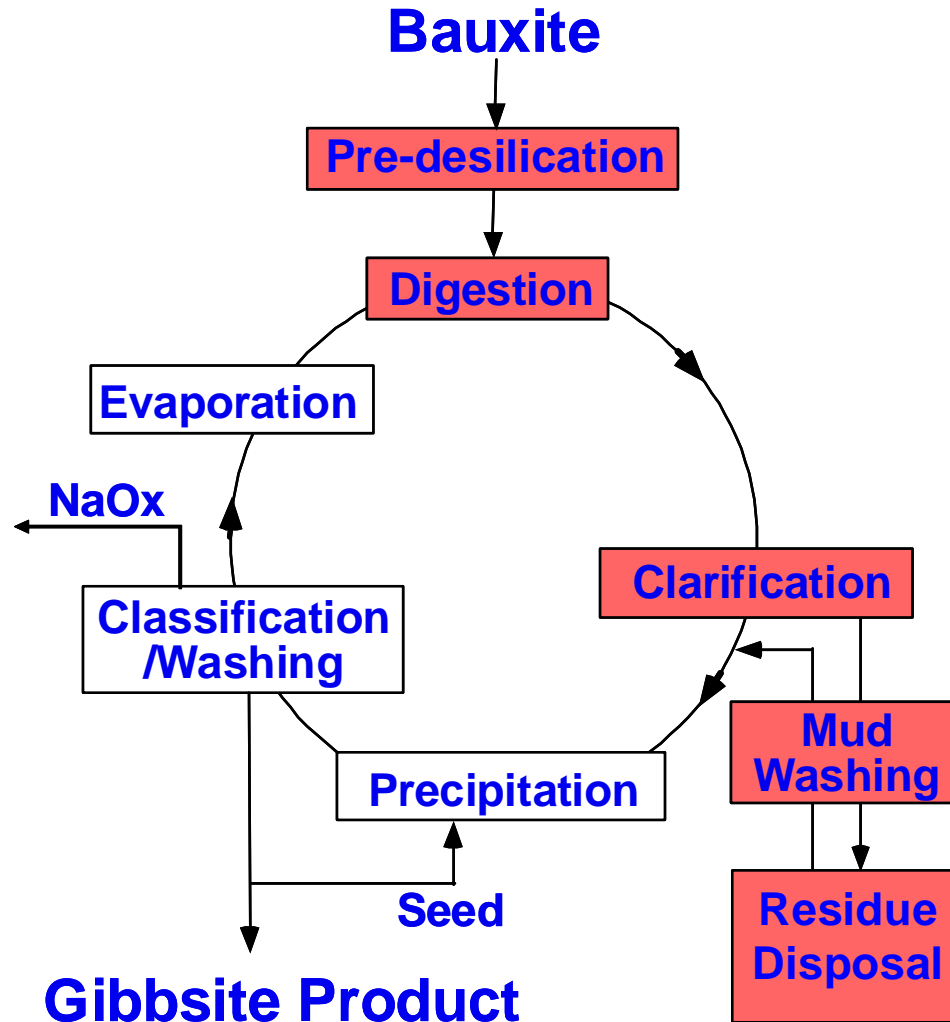 Bauxite
Pre-desilication
Digestion
Evaporation
NaOx
Clarification
Classification
/Washing
Mud
Washing
Precipitation
Seed
Residue
Disposal
Gibbsite Product